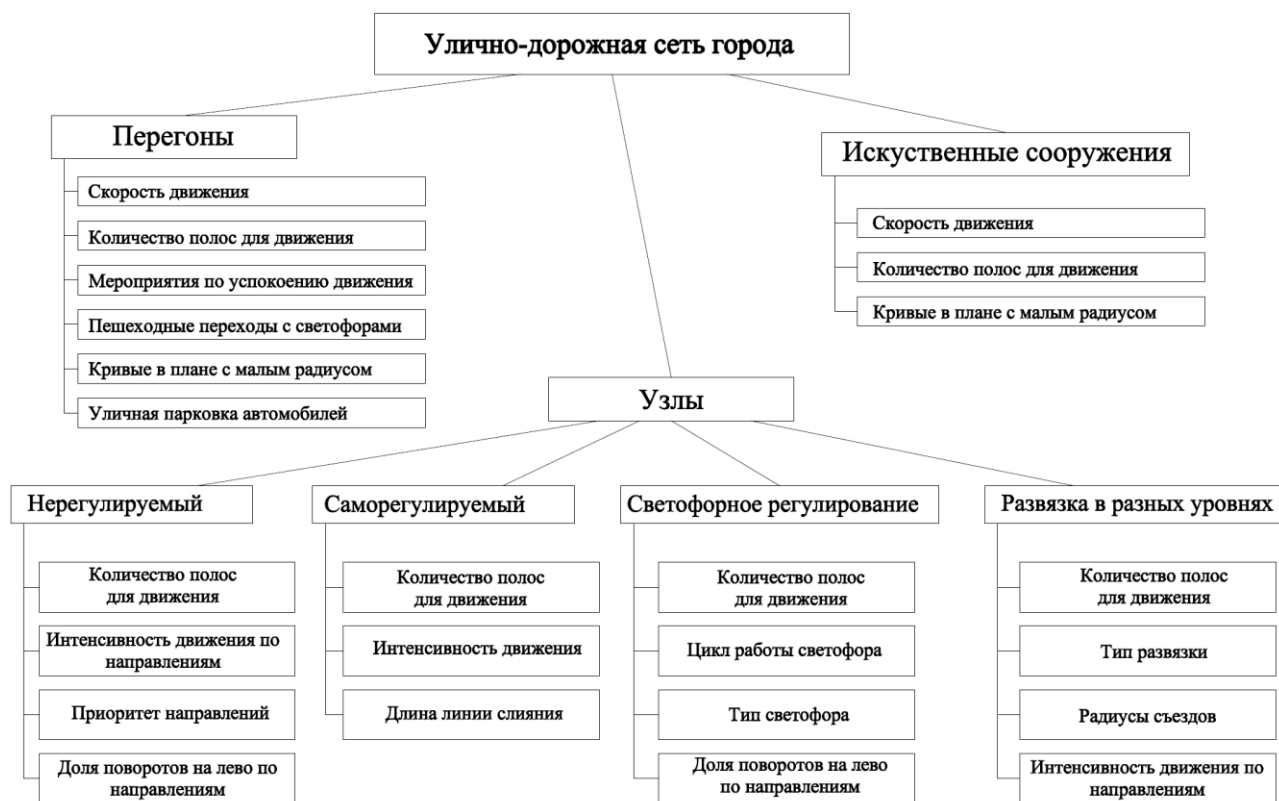 Улично-дорожная сеть города
Перегоны
Скорость движения
Количество полос для движения
Мероприятия по успокоению движения
Пешеходные переходы с светофорами
Кривые в плане с малым радиусом
Уличная парковка автомобилей
Искуственные сооружения
Скорость движения
Количество полос для движения
Кривые в плане с малым радиусом
Узлы
Нерегулируемый
Количество полос
для движения
Интенсивность движения по
направлениям
Приоритет направлений
Доля поворотов на лево по
направлениям
Саморегулируемый
Количество полос
для движения
Интенсивность движения
Длина линии слияния
Светофорное регулирование
Количество полос
для движения
Цикл работы светофора
Тип светофора
Доля поворотов на лево
по направлениям
Развязка в разных уровнях
Количество полос
для движения
Тип развязки
Радиусы съездов
Интенсивность движения по
направлениям